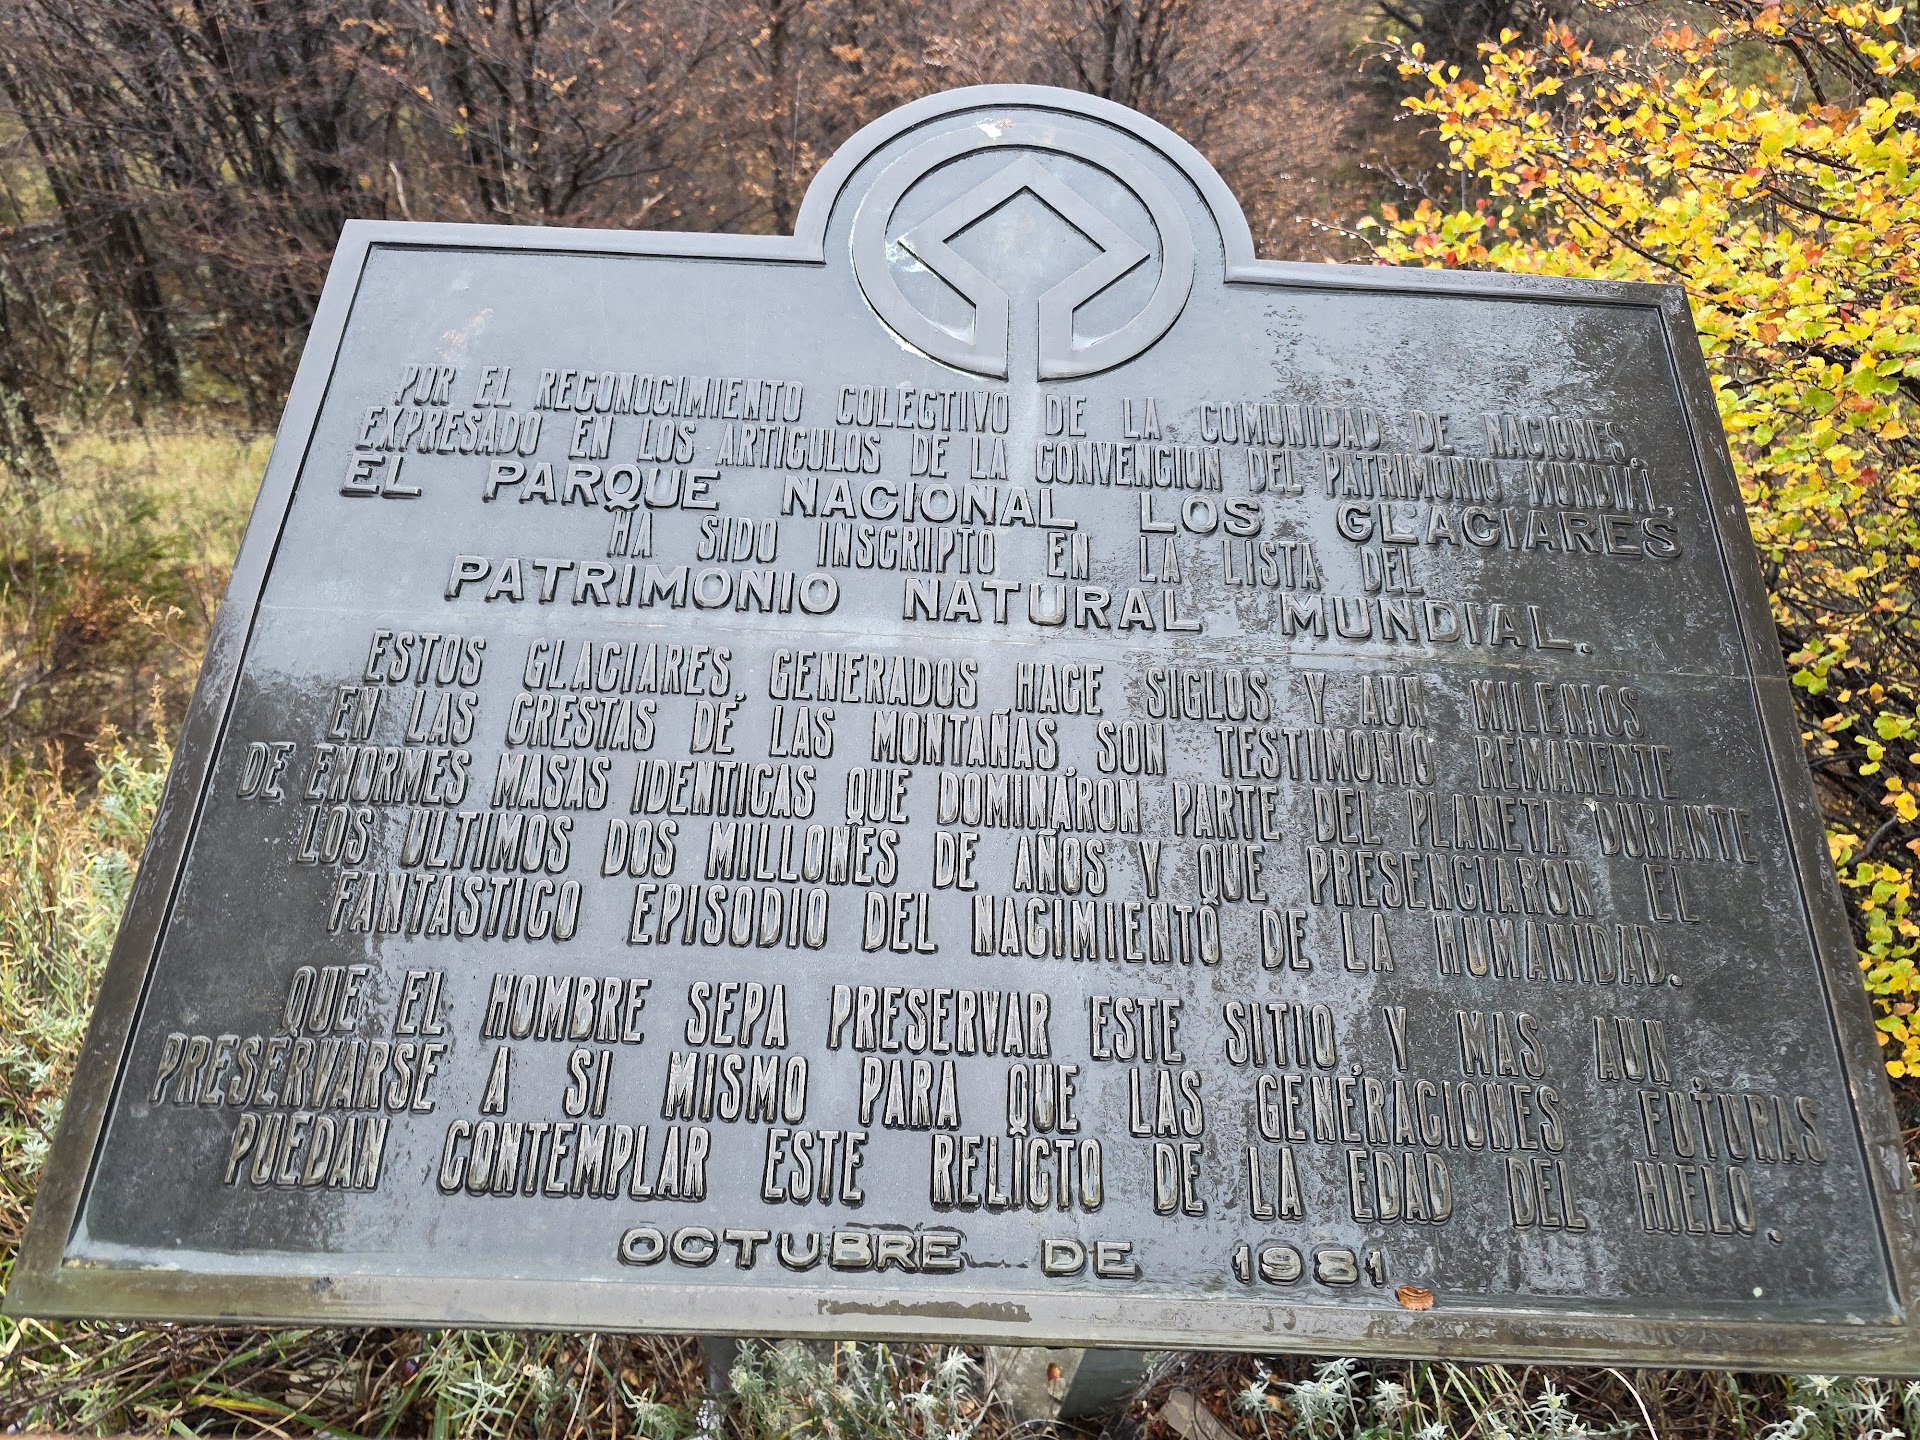 POR EL RECONOCIMIENTO COLECTIVO DE LA COMUNIDAD DE NACIONES,
EXPRESADO EN LOS ARTICULOS DE LA CONVENCION DEL PATRIMONIO MUNDIAL,
EL PARQUE NACIONAL LOS GLACIARES
HA SIDO INSCRIPTO EN LA LISTA DEL
PATRIMONIO NATURAL MUNDIAL.
ESTOS GLACIARES, GENERADOS HACE SIGLOS Y AUN MILENIOS
EN LAS CRESTAS DE LAS MONTAÑAS, SON TESTIMONIO REMANENTE
DE ENORMES MASAS IDENTICAS QUE DOMINARON PARTE DEL PLANETA DURANTE
LOS ULTIMOS DOS MILLONES DE AÑOS Y QUE PRESENCIARON EL
FANTASTICO EPISODIO DEL NACIMIENTO DE LA HUMANIDAD.
QUE EL HOMBRE SEPA PRESERVAR ESTE SITIO, Y MAS AUN,
PRESERVARSE A SI MISMO PARA QUE LAS GENERACIONES FUTURAS
PUEDAN CONTEMPLAR ESTE RELICTO DE LA EDAD DEL HIELO.
OCTUBRE DE 1981